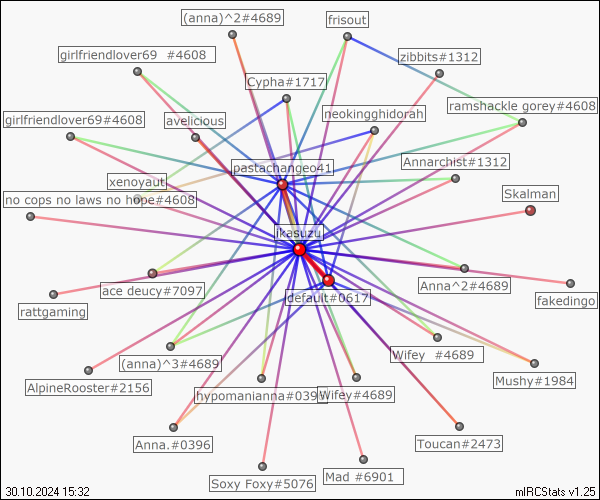 (anna)^2#4689
frisout
girlfriendlover69 #4608
zibbits#1312
Cypha#1717
ramshackle gorey#4608
neokingghidorah
girlfriendlover69#4608
avelicious
Annarchist#1312
pastachangeo41
xenoyaut
no cops no laws no hope#4608
Skalman
ikasuzu
Anna^2#4689
ace deucy#7097
default#0617
fakedingo
rattgaming
Wifey #4689
(anna)^3#4689
Mushy#1984
AlpineRooster#2156
hypomanianna#0396
Wifey#4689
Anna.#0396
Toucan#2473
Mad #6901
Soxy Foxy#5076
30.10.2024 15:32
mIRCStats v1.25